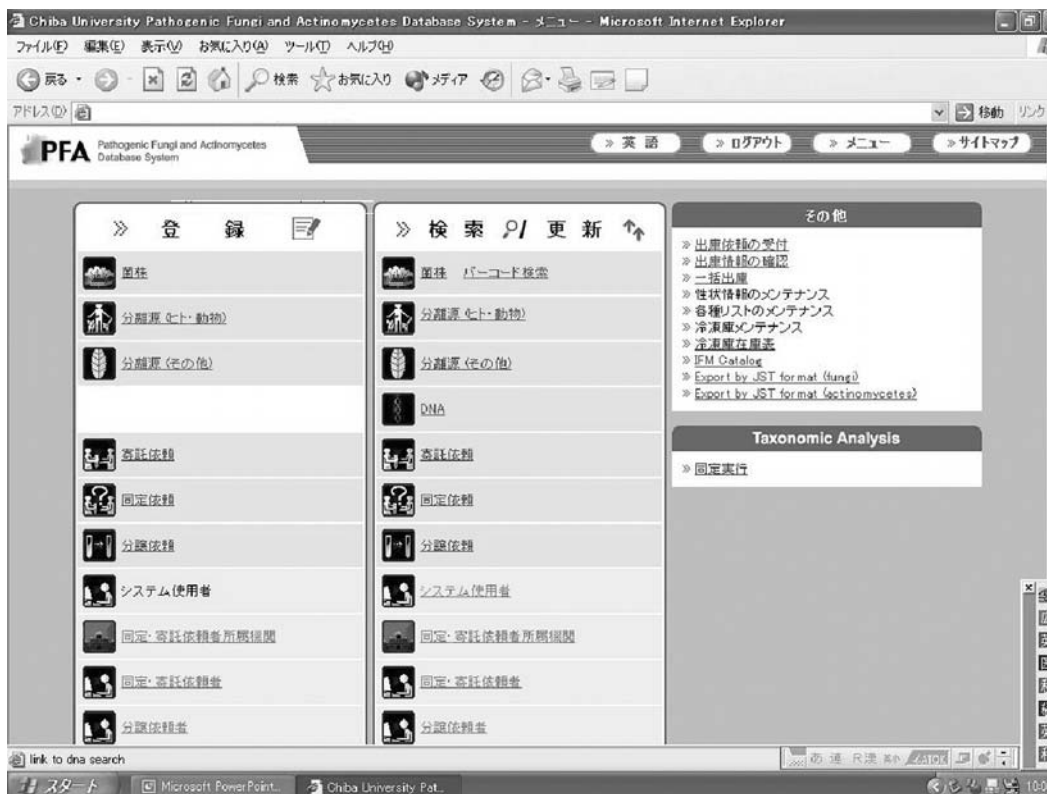 Chiba University Pathogenic Fungi and Actinomycetes Database System - メニュー - Microsoft Internet Explorer
ファイル(F) 編集(E) 表示(V) お気に入り(A) ツール(T) ヘルプ(H)
戻る 検索 お気に入り メディア
アドレス(D) 移動 リンク
PFA Pathogenic Fungi and Actinomycetes
Database System
» 英語 » ログアウト » メニュー » サイトマップ
» 登録
菌株
分離源(ヒト・動物)
分離源(その他)
寄託依頼
同定依頼
分譲依頼
システム使用者
同定・寄託依頼者所属機関
同定・寄託依頼者
分譲依頼者
» 検索 / 更新
菌株 バーコード検索
分離源(ヒト・動物)
分離源(その他)
DNA
寄託依頼
同定依頼
分譲依頼
システム使用者
同定・寄託依頼者所属機関
同定・寄託依頼者
分譲依頼者
その他
» 出庫依頼の受付
» 出庫情報の確認
» 一括出庫
» 性状情報のメンテナンス
» 各種リストのメンテナンス
» 冷凍庫メンテナンス
» 冷凍庫在庫表
» IFM Catalog
» Export by JST format (fungi)
» Export by JST format (actinomycetes)
Taxonomic Analysis
» 同定実行
link to dna search
あ 連 R漢
スタート Microsoft PowerPoint... Chiba University Pat...